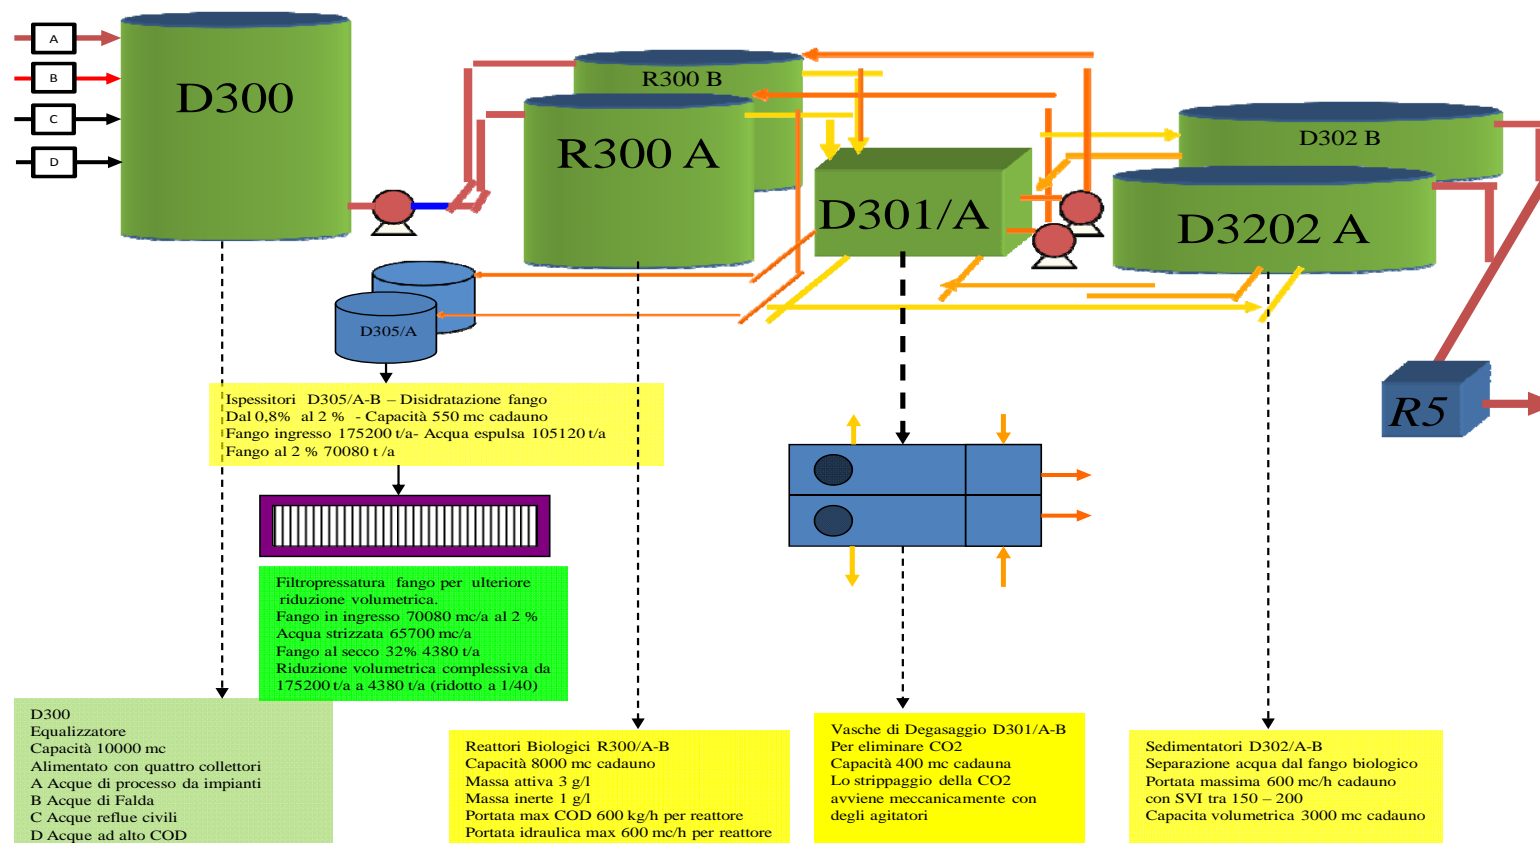 A
B
C
D
D300
R300 B
R300 A
D301/A
D302 B
D3202 A
R5
D305/A
Ispessitori D305/A-B – Disidratazione fango
Dal 0,8% al 2 % - Capacità 550 mc cadauno
Fango ingresso 175200 t/a- Acqua espulsa 105120 t/a
Fango al 2 % 70080 t /a
Filtropressatura fango per ulteriore
riduzione volumetrica.
Fango in ingresso 70080 mc/a al 2 %
Acqua strizzata 65700 mc/a
Fango al secco 32% 4380 t/a
Riduzione volumetrica complessiva da
175200 t/a a 4380 t/a (ridotto a 1/40)
D300
Equalizzatore
Capacità 10000 mc
Alimentato con quattro collettori
A Acque di processo da impianti
B Acque di Falda
C Acque reflue civili
D Acque ad alto COD
Reattori Biologici R300/A-B
Capacità 8000 mc cadauno
Massa attiva 3 g/l
Massa inerte 1 g/l
Portata max COD 600 kg/h per reattore
Portata idraulica max 600 mc/h per reattore
Vasche di Degasaggio D301/A-B
Per eliminare CO2
Capacità 400 mc cadauna
Lo strippaggio della CO2
avviene meccanicamente con
degli agitatori
Sedimentatori D302/A-B
Separazione acqua dal fango biologico
Portata massima 600 mc/h cadauno
con SVI tra 150 – 200
Capacita volumetrica 3000 mc cadauno